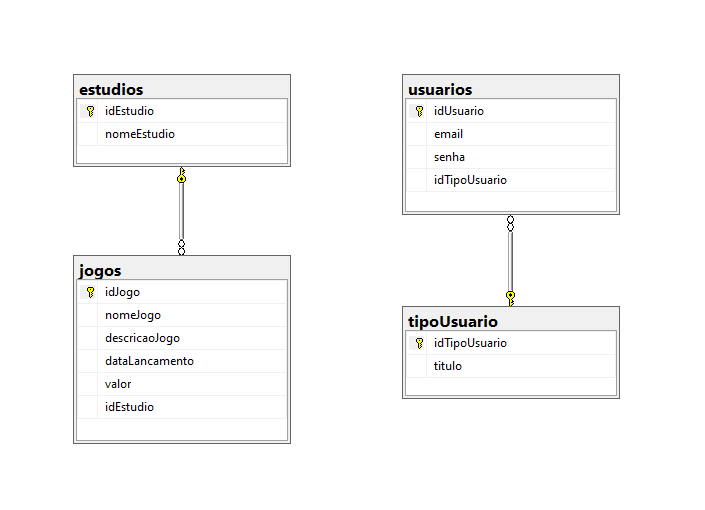 estudios
idEstudio
nomeEstudio
jogos
idJogo
nomeJogo
descricaoJogo
dataLancamento
valor
idEstudio
usuarios
idUsuario
email
senha
idTipoUsuario
tipoUsuario
idTipoUsuario
titulo